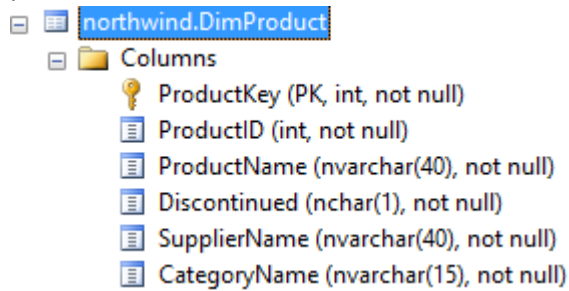 northwind.DimProduct
Columns
ProductKey (PK, int, not null)
ProductID (int, not null)
ProductName (nvarchar(40), not null)
Discontinued (nchar(1), not null)
SupplierName (nvarchar(40), not null)
CategoryName (nvarchar(15), not null)